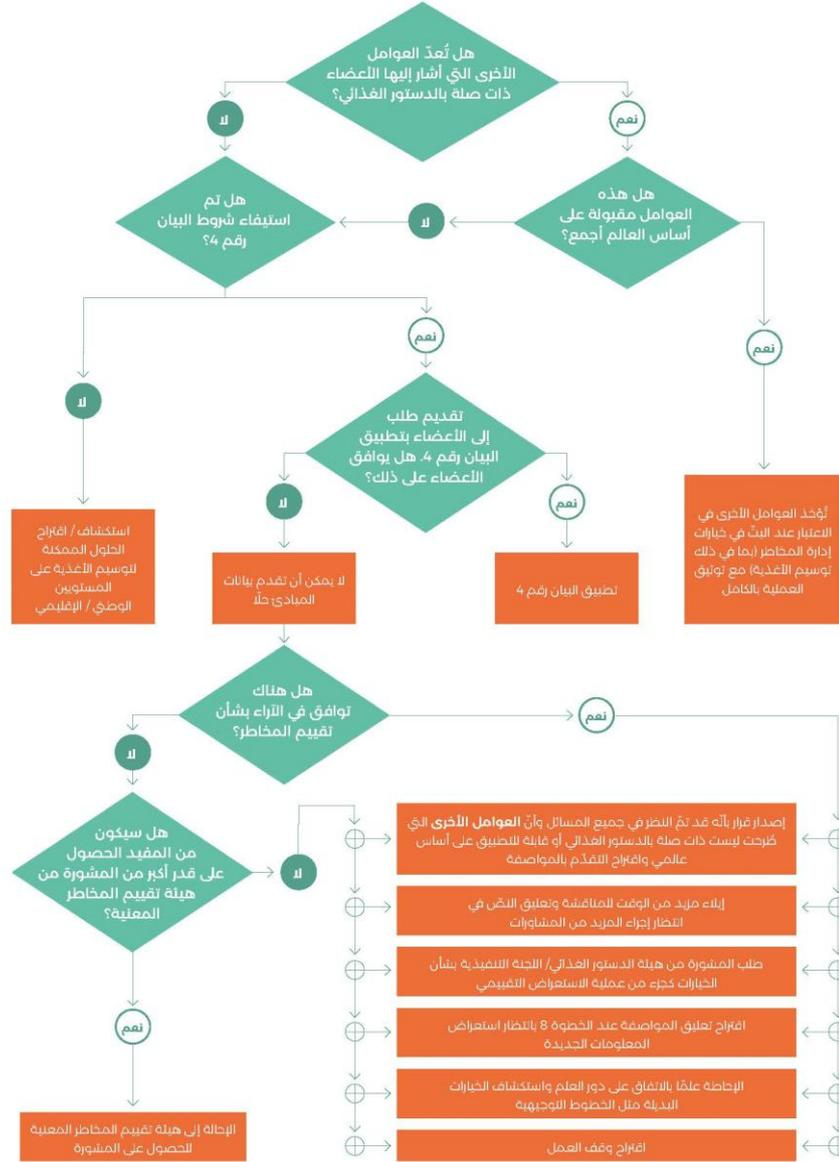 هل تُعدّ العوامل
الأخرى التي أشار إليها الأعضاء
ذات صلة بالدستور الغذائي؟
نعم
لا
هل هذه
العوامل مقبولة على
أساس العالم أجمع؟
لا
هل تم
استيفاء شروط البيان
رقم 4؟
نعم
نعم
لا
تقديم طلب
إلى الأعضاء بتطبيق
البيان رقم 4. هل يوافق
الأعضاء على ذلك؟
نعم
لا
تُؤخذ العوامل الأخرى في
الاعتبار عند البتّ في خيارات
إدارة المخاطر (بما في ذلك
توسيم الأغذية) مع توثيق
العملية بالكامل
تطبيق البيان رقم 4
لا يمكن أن تقدم بيانات
المبادئ حلًا
استكشاف / اقتراح
الحلول الممكنة
لتوسيم الأغذية على
المستويين
الوطني / الإقليمي
هل هناك
توافق في الآراء بشأن
تقييم المخاطر؟
نعم
لا
هل سيكون
من المفيد الحصول
على قدر أكبر من المشورة من
هيئة تقييم المخاطر
المعنية؟
لا
نعم
الإحالة إلى هيئة تقييم المخاطر المعنية
للحصول على المشورة
إصدار قرار بأنّه قد تمّ النظر في جميع المسائل وأنّ العوامل الأخرى التي
طُرحت ليست ذات صلة بالدستور الغذائي أو قابلة للتطبيق على أساس
عالمي واقتراح التقدّم بالمواصفة
إيلاء مزيد من الوقت للمناقشة وتعليق النصّ في
انتظار إجراء المزيد من المشاورات
طلب المشورة من هيئة الدستور الغذائي/ اللجنة التنفيذية بشأن
الخيارات كجزء من عملية الاستعراض التقييمي
اقتراح تعليق المواصفة عند الخطوة 8 بانتظار استعراض
المعلومات الجديدة
الإحاطة علمًا بالاتفاق على دور العلم واستكشاف الخيارات
البديلة مثل الخطوط التوجيهية
اقتراح وقف العمل